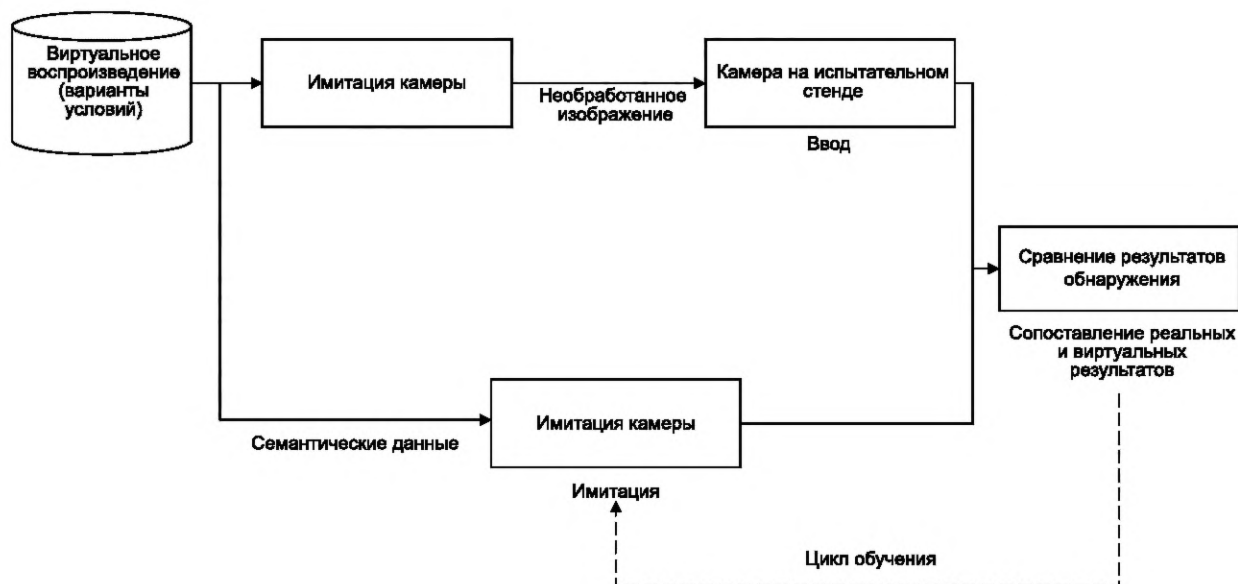 Виртуальное
воспроизведение
(варианты
условий)
Имитация камеры
Необработанное
изображение
Камера на испытательном
стенде
Ввод
Сравнение результатов
обнаружения
Сопоставление реальных
и виртуальных
результатов
Семантические данные
Имитация камеры
Имитация
Цикл обучения